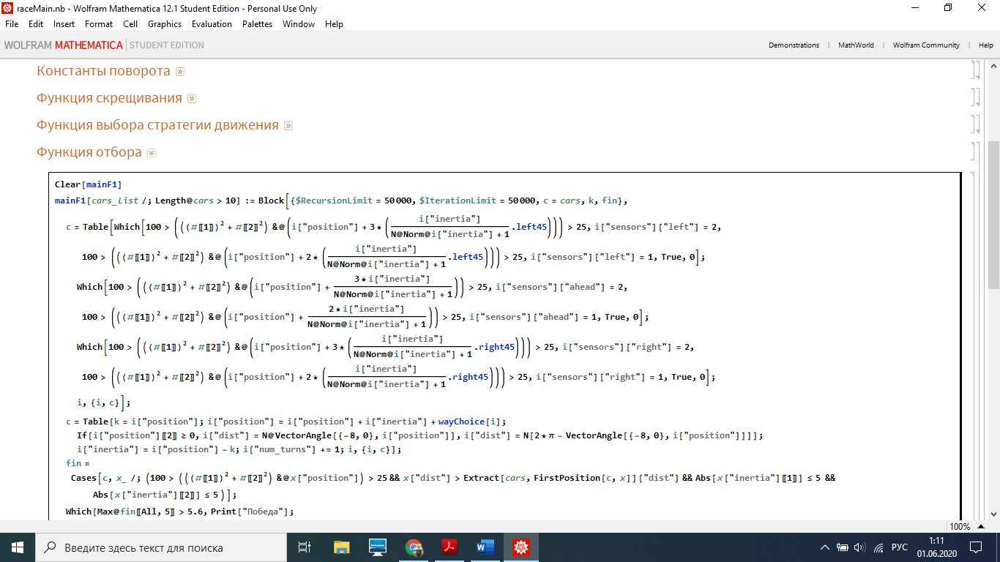 raceMain.nb - Wolfram Mathematica 12.1 Student Edition - Personal Use Only
File Edit Insert Format Cell Graphics Evaluation Palettes Window Help
WOLFRAM MATHEMATICA | STUDENT EDITION Demonstrations | MathWorld | Wolfram Community | Help
Константы поворота »
Функция скрещивания »
Функция выбора стратегии движения »
Функция отбора
Clear[mainF1]
mainF1[cars_List /; Length@cars > 10] := Block[{$RecursionLimit = 50000, $IterationLimit = 50000, c = cars, k, fin},
c = Table[Which[100 > (((#〚1〛)^2 + #〚2〛^2) &@(i["position"] + 3*(i["inertia"]/(N@Norm@i["inertia"] + 1).left45))) > 25, i["sensors"]["left"] = 2,
100 > (((#〚1〛)^2 + #〚2〛^2) &@(i["position"] + 2*(i["inertia"]/(N@Norm@i["inertia"] + 1).left45))) > 25, i["sensors"]["left"] = 1, True, 0];
Which[100 > (((#〚1〛)^2 + #〚2〛^2) &@(i["position"] + 3*i["inertia"]/(N@Norm@i["inertia"] + 1))) > 25, i["sensors"]["ahead"] = 2,
100 > (((#〚1〛)^2 + #〚2〛^2) &@(i["position"] + 2*i["inertia"]/(N@Norm@i["inertia"] + 1))) > 25, i["sensors"]["ahead"] = 1, True, 0];
Which[100 > (((#〚1〛)^2 + #〚2〛^2) &@(i["position"] + 3*(i["inertia"]/(N@Norm@i["inertia"] + 1).right45))) > 25, i["sensors"]["right"] = 2,
100 > (((#〚1〛)^2 + #〚2〛^2) &@(i["position"] + 2*(i["inertia"]/(N@Norm@i["inertia"] + 1).right45))) > 25, i["sensors"]["right"] = 1, True, 0];
i, {i, c}];
c = Table[k = i["position"]; i["position"] = i["position"] + i["inertia"] + wayChoice[i];
If[i["position"]〚2〛 ≥ 0, i["dist"] = N@VectorAngle[{-8, 0}, i["position"]], i["dist"] = N[2*π - VectorAngle[{-8, 0}, i["position"]]]];
i["inertia"] = i["position"] - k; i["num_turns"] += 1; i, {i, c}];
fin =
Cases[c, x_ /; (100 > (((#〚1〛)^2 + #〚2〛^2) &@x["position"]) > 25 && x["dist"] > Extract[cars, FirstPosition[c, x]]["dist"] && Abs[x["inertia"]〚1〛] ≤ 5 &&
Abs[x["inertia"]〚2〛] ≤ 5 )];
Which[Max@fin〚All, 5〛 > 5.6, Print["Победа"];
100%
Введите здесь текст для поиска
РУС
1:11
01.06.2020